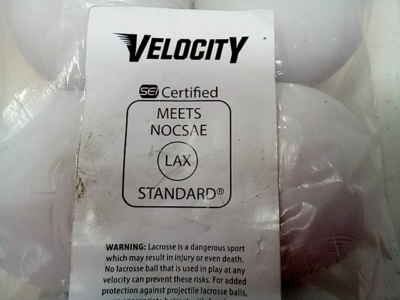 VELOCITY
SEI Certified
MEETS
NOCSAE
LAX
STANDARD®
WARNING: Lacrosse is a dangerous sport
which may result in injury or even death.
No lacrosse ball that is used in play at any
velocity can prevent these risks. For added
protection against projectile lacrosse balls,